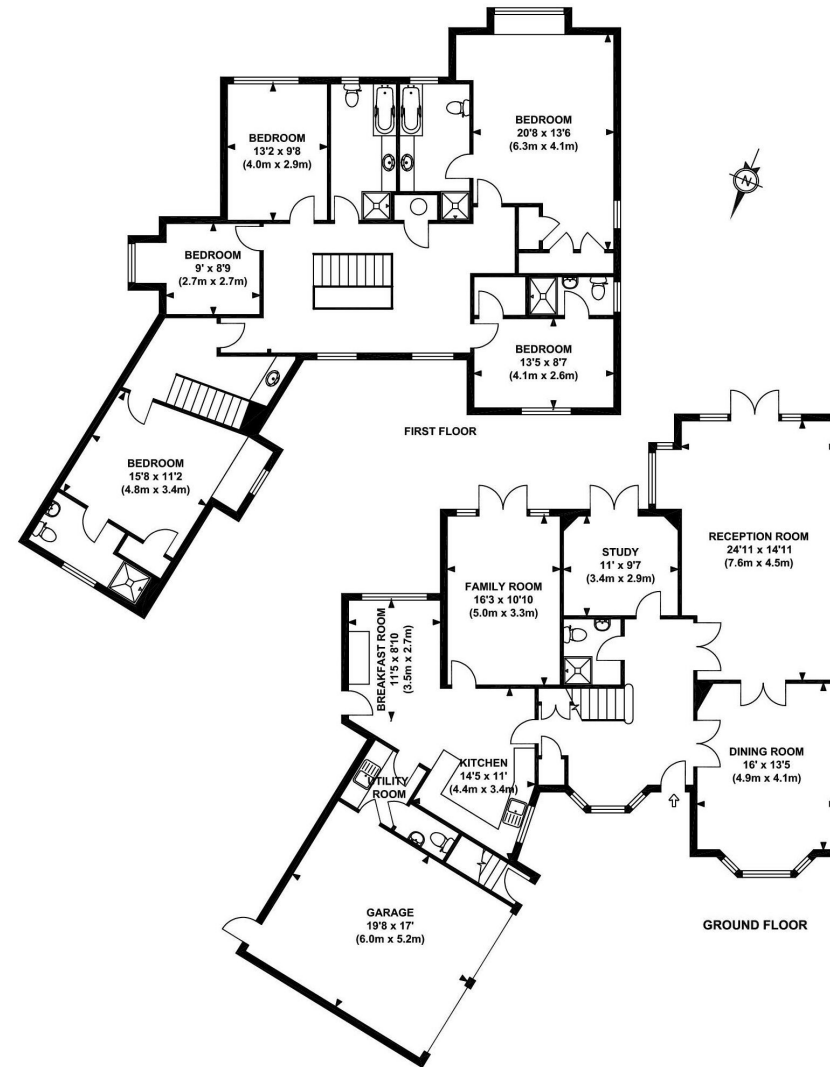 BEDROOM
20'8 x 13'6
(6.3m x 4.1m)
BEDROOM
13'2 x 9'8
(4.0m x 2.9m)
N
BEDROOM
9' x 8'9
(2.7m x 2.7m)
BEDROOM
13'5 x 8'7
(4.1m x 2.6m)
FIRST FLOOR
BEDROOM
15'8 x 11'2
(4.8m x 3.4m)
RECEPTION ROOM
24'11 x 14'11
(7.6m x 4.5m)
STUDY
11' x 9'7
(3.4m x 2.9m)
FAMILY ROOM
16'3 x 10'10
(5.0m x 3.3m)
BREAKFAST ROOM
11'5 x 8'10
(3.5m x 2.7m)
DINING ROOM
16' x 13'5
(4.9m x 4.1m)
KITCHEN
14'5 x 11'
(4.4m x 3.4m)
UTILITY
ROOM
GARAGE
19'8 x 17'
(6.0m x 5.2m)
GROUND FLOOR